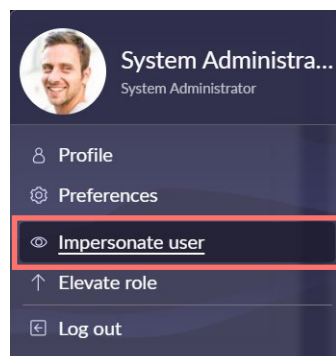 System Administra...
System Administrator
Profile
Preferences
Impersonate user
Elevate role
Log out